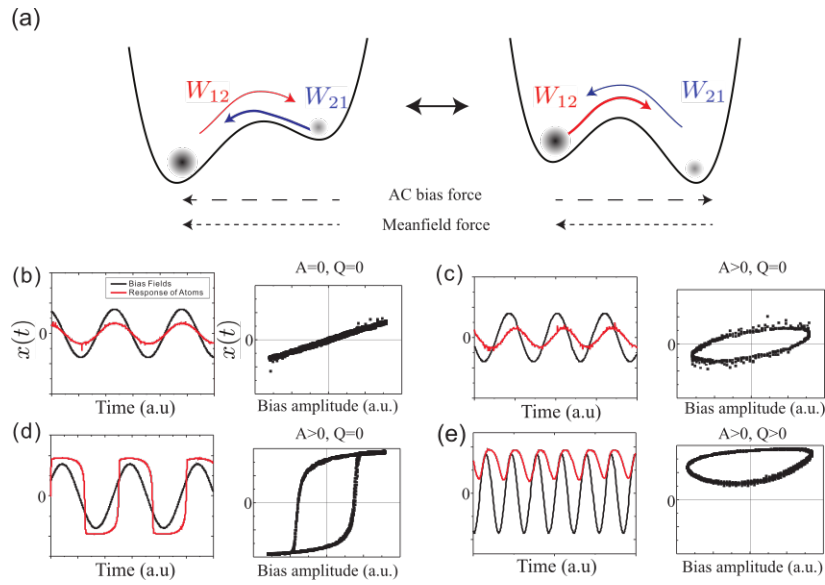 (a)
W12
W21
W12
W21
AC bias force
Meanfield force
(b)
A=0, Q=0
(c)
A>0, Q=0
Bias Fields
Response of Atoms
x(t)
0
x(t)
0
0
0
Time (a.u)
Bias amplitude (a.u.)
Time (a.u)
Bias amplitude (a.u.)
(d)
A>0, Q=0
(e)
A>0, Q>0
0
0
0
0
Time (a.u)
Bias amplitude (a.u.)
Time (a.u)
Bias amplitude (a.u.)